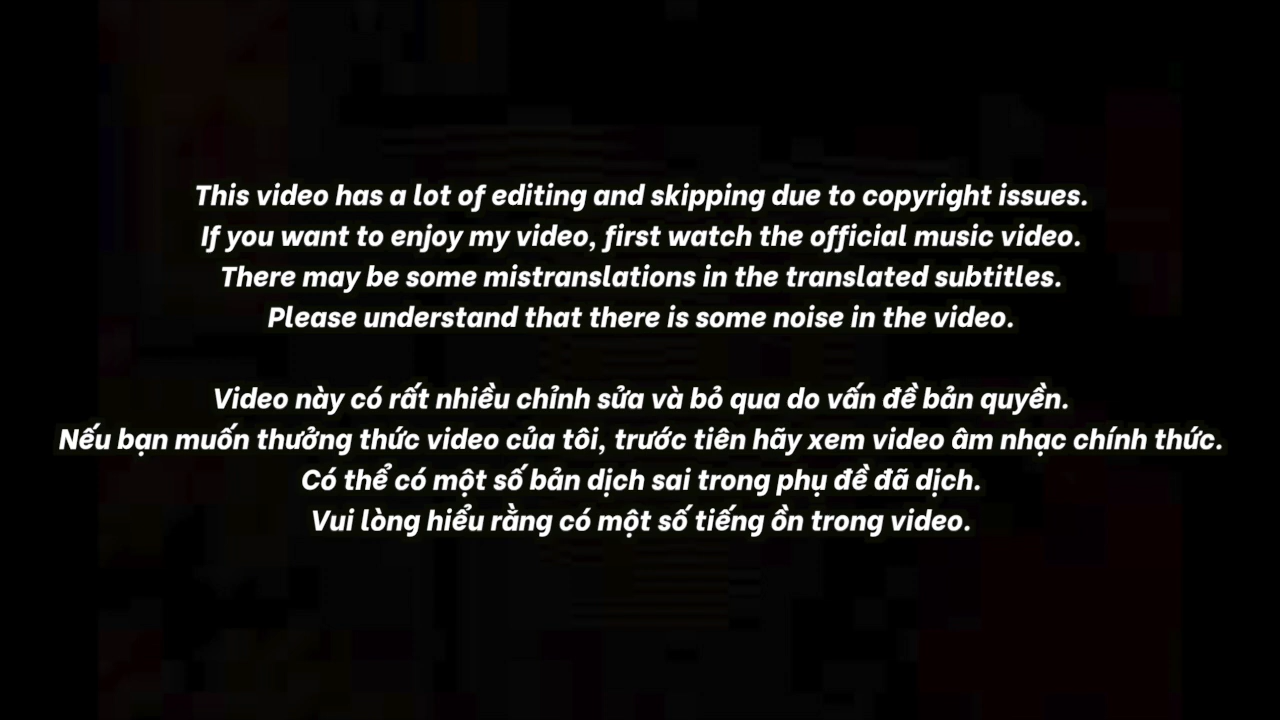 This video has a lot of editing and skipping due to copyright issues.
If you want to enjoy my video, first watch the official music video.
There may be some mistranslations in the translated subtitles.
Please understand that there is some noise in the video.
Video này có rất nhiều chỉnh sửa và bỏ qua do vấn đề bản quyền.
Nếu bạn muốn thưởng thức video của tôi, trước tiên hãy xem video âm nhạc chính thức.
Có thể có một số bản dịch sai trong phụ đề đã dịch.
Vui lòng hiểu rằng có một số tiếng ồn trong video.